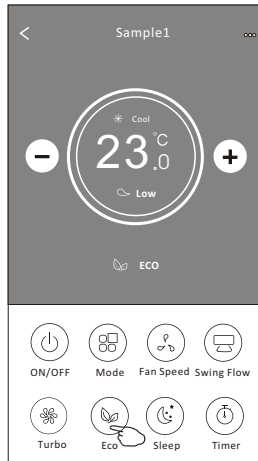 Sample1
Cool
23.0°C
Low
ECO
ON/OFF Mode Fan Speed Swing Flow
Turbo Eco Sleep Timer